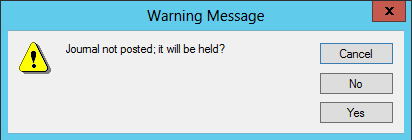 Warning Message
Journal not posted; it will be held?
Cancel
No
Yes